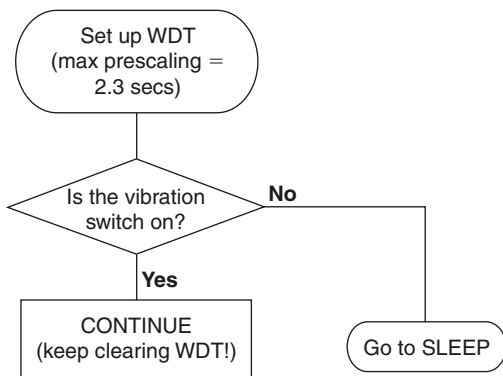 Set up WDT
(max prescaling =
2.3 secs)
Is the vibration
switch on?
No
Yes
CONTINUE
(keep clearing WDT!)
Go to SLEEP